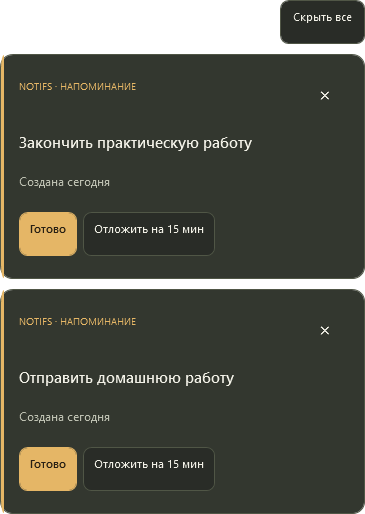 Скрыть все
NOTIFS · НАПОМИНАНИЕ
×
Закончить практическую работу
Создана сегодня
Готово
Отложить на 15 мин
NOTIFS · НАПОМИНАНИЕ
×
Отправить домашнюю работу
Создана сегодня
Готово
Отложить на 15 мин